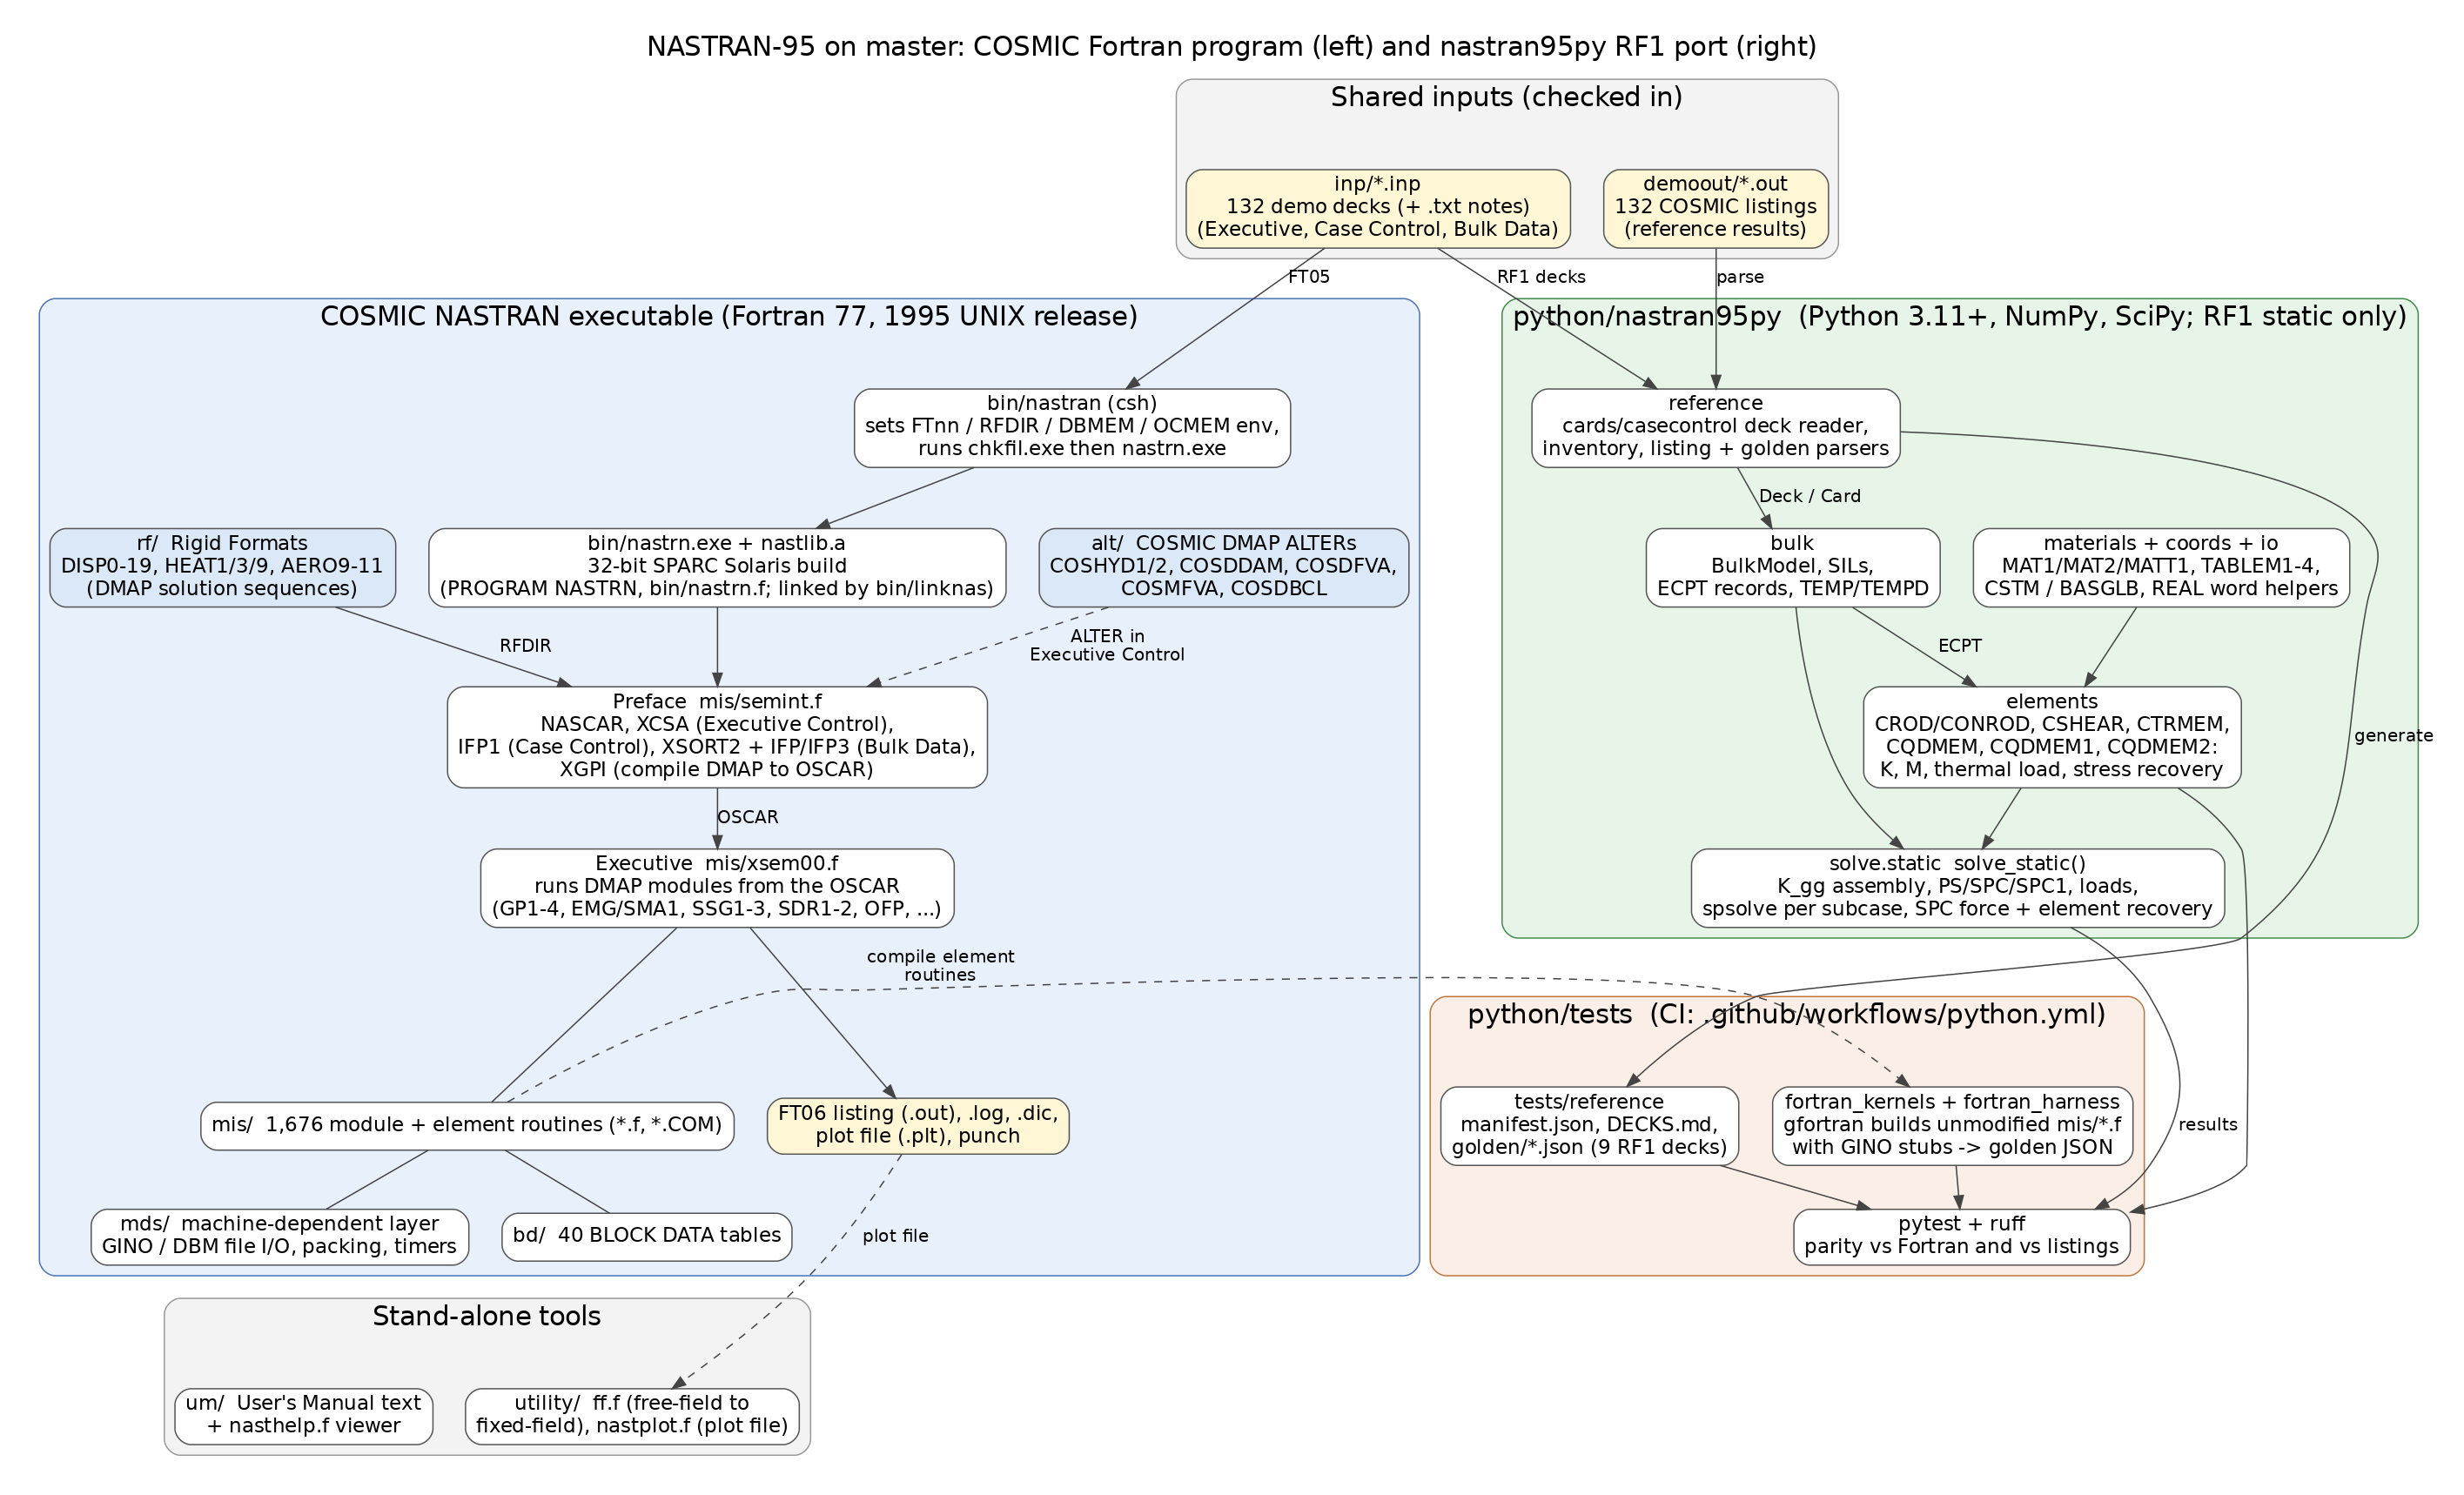 NASTRAN-95 on master: COSMIC Fortran program (left) and nastran95py RF1 port (right)
Shared inputs (checked in)
inp/*.inp
132 demo decks (+ .txt notes)
(Executive, Case Control, Bulk Data)
demoout/*.out
132 COSMIC listings
(reference results)
FT05
RF1 decks
parse
COSMIC NASTRAN executable (Fortran 77, 1995 UNIX release)
bin/nastran (csh)
sets FTnn / RFDIR / DBMEM / OCMEM env,
runs chkfil.exe then nastrn.exe
rf/  Rigid Formats
DISP0-19, HEAT1/3/9, AERO9-11
(DMAP solution sequences)
bin/nastrn.exe + nastlib.a
32-bit SPARC Solaris build
(PROGRAM NASTRN, bin/nastrn.f; linked by bin/linknas)
alt/  COSMIC DMAP ALTERs
COSHYD1/2, COSDDAM, COSDFVA,
COSMFVA, COSDBCL
RFDIR
ALTER in
Executive Control
Preface  mis/semint.f
NASCAR, XCSA (Executive Control),
IFP1 (Case Control), XSORT2 + IFP/IFP3 (Bulk Data),
XGPI (compile DMAP to OSCAR)
OSCAR
Executive  mis/xsem00.f
runs DMAP modules from the OSCAR
(GP1-4, EMG/SMA1, SSG1-3, SDR1-2, OFP, ...)
compile element
routines
mis/  1,676 module + element routines (*.f, *.COM)
FT06 listing (.out), .log, .dic,
plot file (.plt), punch
mds/  machine-dependent layer
GINO / DBM file I/O, packing, timers
bd/  40 BLOCK DATA tables
plot file
python/nastran95py  (Python 3.11+, NumPy, SciPy; RF1 static only)
reference
cards/casecontrol deck reader,
inventory, listing + golden parsers
Deck / Card
bulk
BulkModel, SILs,
ECPT records, TEMP/TEMPD
materials + coords + io
MAT1/MAT2/MATT1, TABLEM1-4,
CSTM / BASGLB, REAL word helpers
ECPT
elements
CROD/CONROD, CSHEAR, CTRMEM,
CQDMEM, CQDMEM1, CQDMEM2:
K, M, thermal load, stress recovery
generate
solve.static  solve_static()
K_gg assembly, PS/SPC/SPC1, loads,
spsolve per subcase, SPC force + element recovery
python/tests  (CI: .github/workflows/python.yml)
tests/reference
manifest.json, DECKS.md,
golden/*.json (9 RF1 decks)
fortran_kernels + fortran_harness
gfortran builds unmodified mis/*.f
with GINO stubs -> golden JSON
results
pytest + ruff
parity vs Fortran and vs listings
Stand-alone tools
um/  User's Manual text
+ nasthelp.f viewer
utility/  ff.f (free-field to
fixed-field), nastplot.f (plot file)